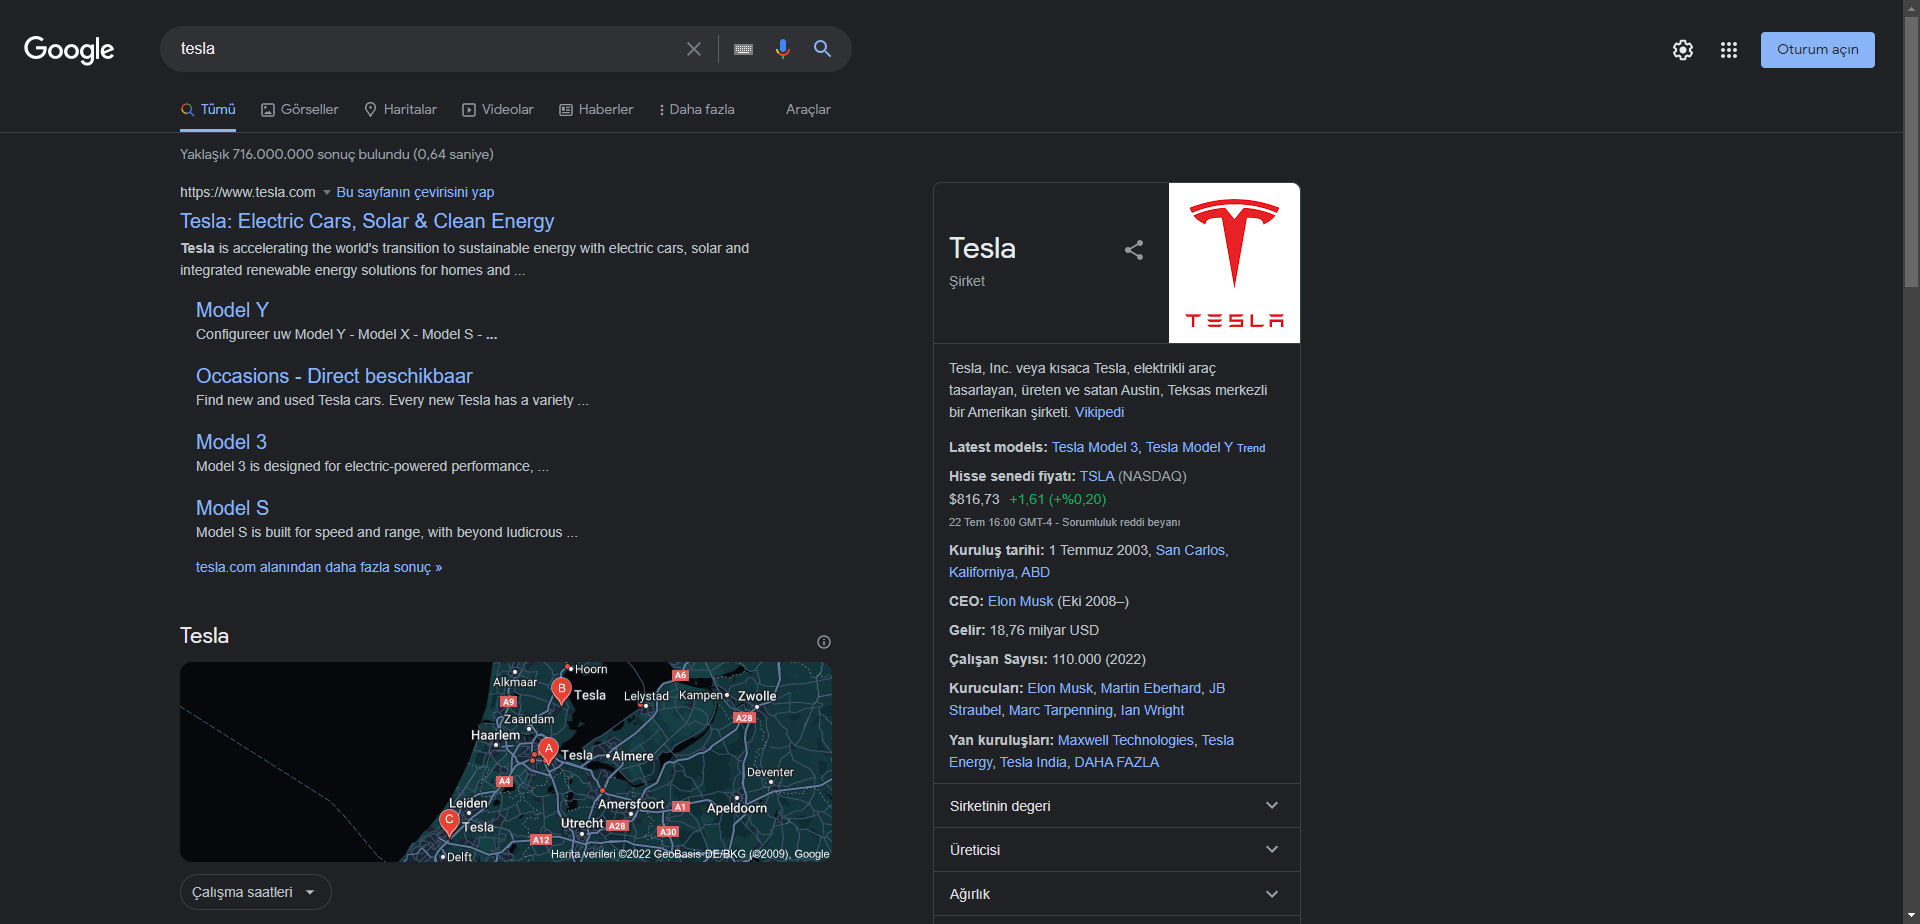 Google
tesla
Oturum açın
Tümü
Görseller
Haritalar
Videolar
Haberler
Daha fazla
Araçlar
Yaklaşık 716.000.000 sonuç bulundu (0,64 saniye)
https://www.tesla.com
Bu sayfanın çevirisini yap
Tesla: Electric Cars, Solar & Clean Energy
Tesla is accelerating the world's transition to sustainable energy with electric cars, solar and
integrated renewable energy solutions for homes and ...
Model Y
Configureer uw Model Y - Model X - Model S - ...
Occasions - Direct beschikbaar
Find new and used Tesla cars. Every new Tesla has a variety ...
Model 3
Model 3 is designed for electric-powered performance, ...
Model S
Model S is built for speed and range, with beyond ludicrous ...
tesla.com alanından daha fazla sonuç »
Tesla
Hoorn
Alkmaar
A6
B
Tesla
Lelystad
Kampen
Zwolle
A9
A28
Zaandam
Haarlem
A
Tesla
Almere
Deventer
A4
Leiden
Amersfoort
A1
Apeldoorn
C
Tesla
Utrecht
A28
A30
A12
Delft
Harita verileri ©2022 GeoBasis-DE/BKG (©2009), Google
Çalışma saatleri
Tesla
Şirket
TESLA
Tesla, Inc. veya kısaca Tesla, elektrikli araç
tasarlayan, üreten ve satan Austin, Teksas merkezli
bir Amerikan şirketi. Vikipedi
Latest models: Tesla Model 3, Tesla Model Y Trend
Hisse senedi fiyatı: TSLA (NASDAQ)
$816,73 +1,61 (+%0,20)
22 Tem 16:00 GMT-4 - Sorumluluk reddi beyanı
Kuruluş tarihi: 1 Temmuz 2003, San Carlos,
Kaliforniya, ABD
CEO: Elon Musk (Eki 2008–)
Gelir: 18,76 milyar USD
Çalışan Sayısı: 110.000 (2022)
Kurucuları: Elon Musk, Martin Eberhard, JB
Straubel, Marc Tarpenning, Ian Wright
Yan kuruluşları: Maxwell Technologies, Tesla
Energy, Tesla India, DAHA FAZLA
Sirketinin degeri
Üreticisi
Ağırlık